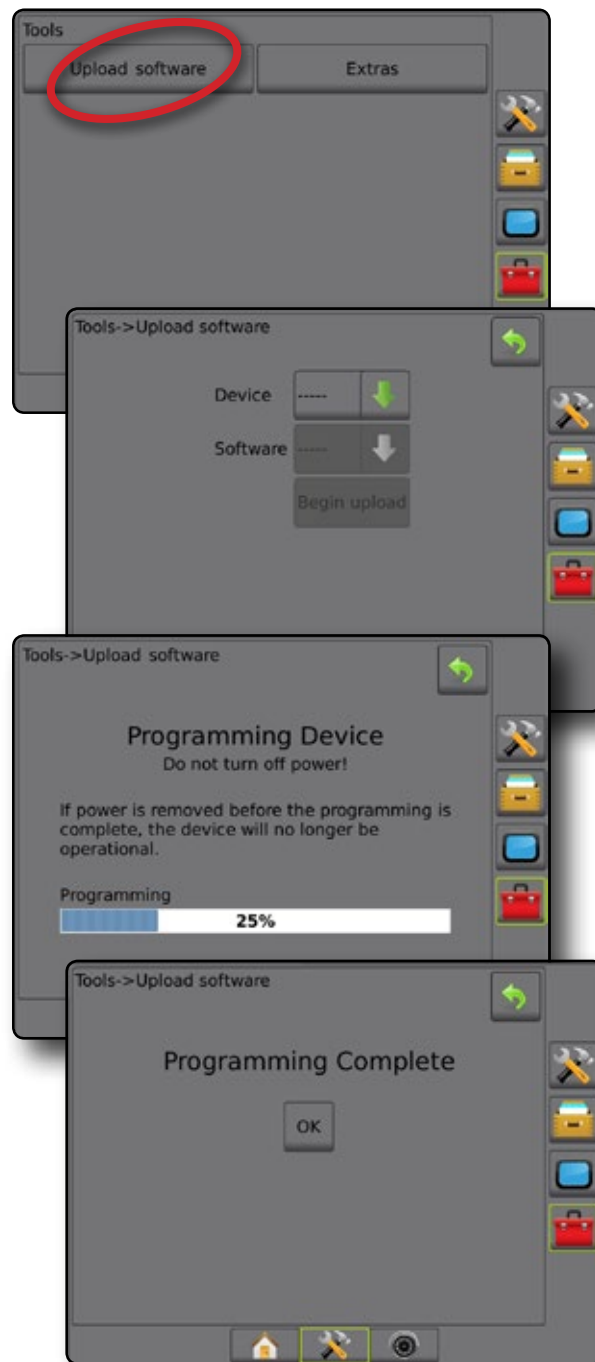 Tools
Upload software
Extras
Tools->Upload software
Device
-----
Software
-----
Begin upload
Tools->Upload software
Programming Device
Do not turn off power!
If power is removed before the programming is
complete, the device will no longer be
operational.
Programming
25%
Tools->Upload software
Programming Complete
OK